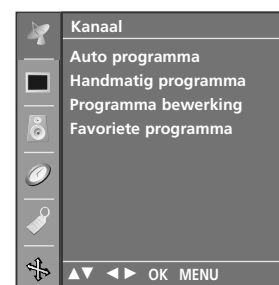 Kanaal
Auto programma
Handmatig programma
Programma bewerking
Favoriete programma
▲▼ ◄► OK MENU